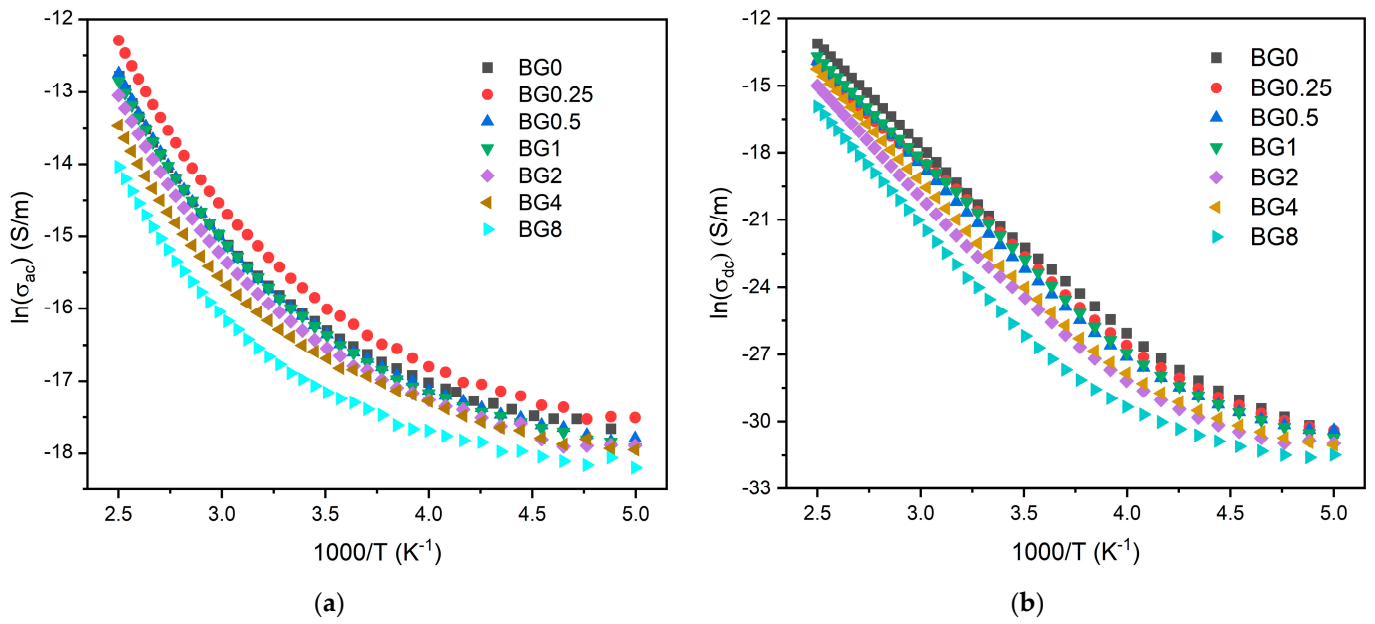 -12
-13
-14
-15
-16
-17
-18
ln(σac) (S/m)
BG0
BG0.25
BG0.5
BG1
BG2
BG4
BG8
2.5 3.0 3.5 4.0 4.5 5.0
1000/T (K-1)
(a)
-12
-15
-18
-21
-24
-27
-30
-33
ln(σdc) (S/m)
BG0
BG0.25
BG0.5
BG1
BG2
BG4
BG8
2.5 3.0 3.5 4.0 4.5 5.0
1000/T (K-1)
(b)